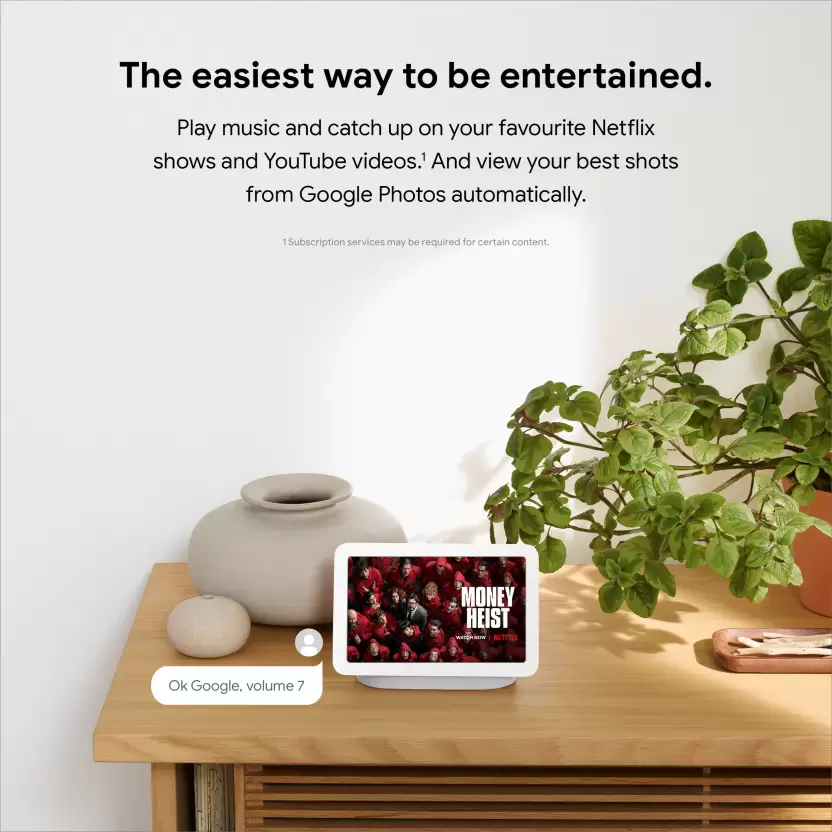 The easiest way to be entertained.
Play music and catch up on your favourite Netflix
shows and YouTube videos.¹ And view your best shots
from Google Photos automatically.
1 Subscription services may be required for certain content.
MONEY
HEIST
WATCH NOW | NETFLIX
Ok Google, volume 7